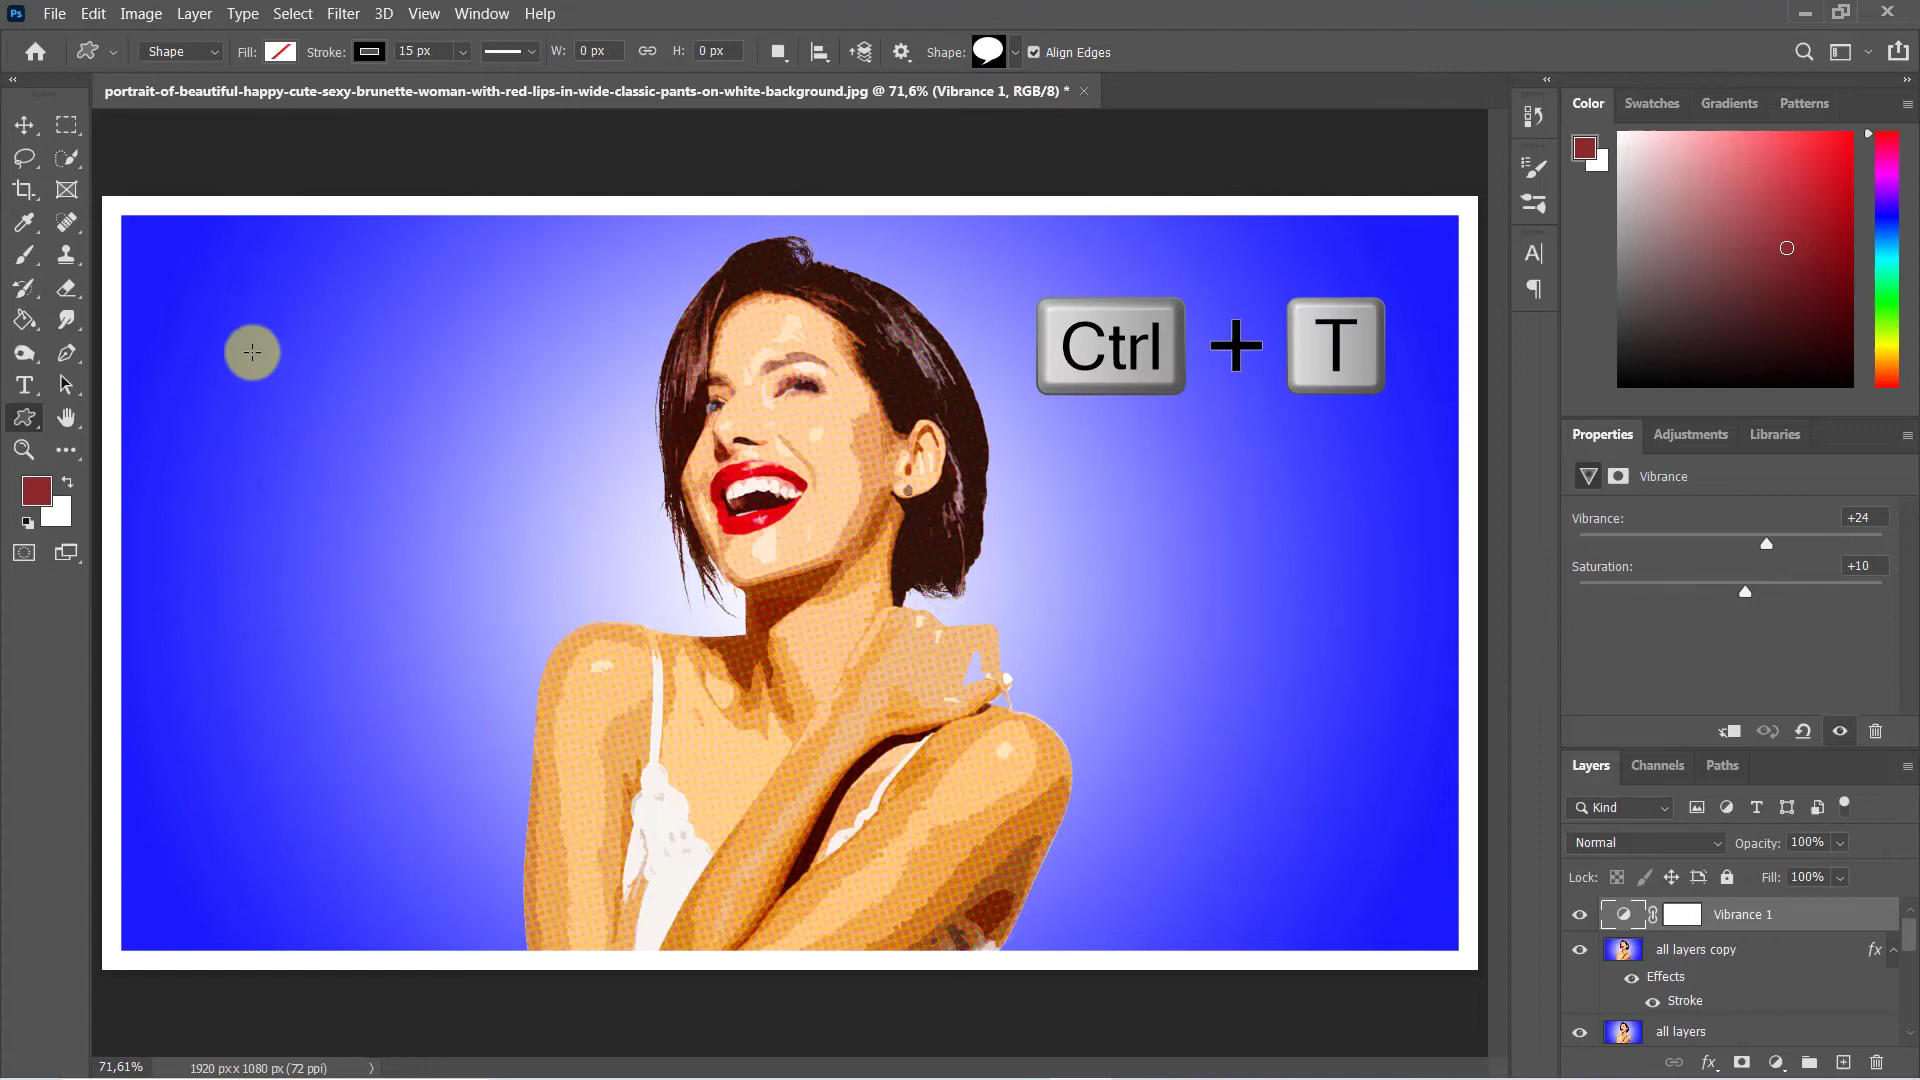 Ps File Edit Image Layer Type Select Filter 3D View Window Help
Shape Fill: Stroke: 15 px W: 0 px H: 0 px Shape: Align Edges
portrait-of-beautiful-happy-cute-sexy-brunette-woman-with-red-lips-in-wide-classic-pants-on-white-background.jpg @ 71,6% (Vibrance 1, RGB/8) *
Color Swatches Gradients Patterns
Ctrl + T
Properties Adjustments Libraries
Vibrance
Vibrance: +24
Saturation: +10
Layers Channels Paths
Kind
Normal Opacity: 100%
Lock: Fill: 100%
Vibrance 1
all layers copy fx
Effects
Stroke
all layers
fx
71,61% 1920 px x 1080 px (72 ppi)